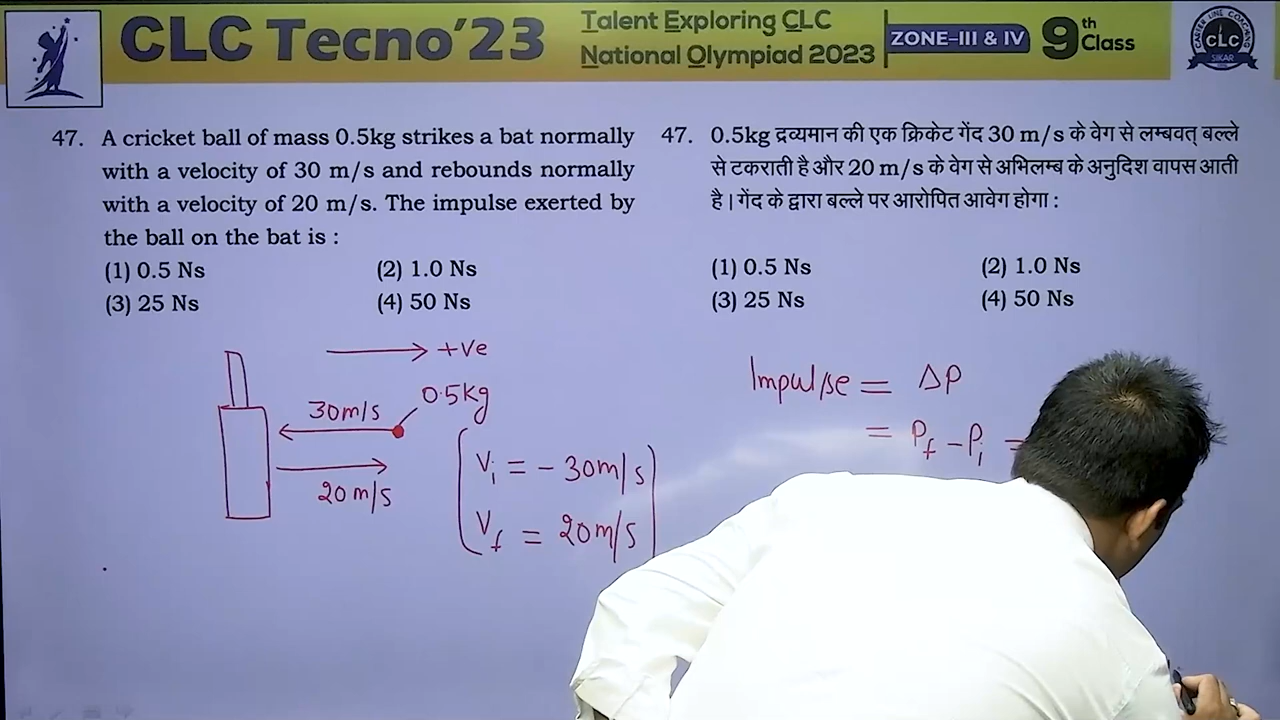 CLC Tecno'23
Talent Exploring CLC
National Olympiad 2023
ZONE–III & IV
9th Class
CAREER LINE COACHING
CLC
SIKAR
47. A cricket ball of mass 0.5kg strikes a bat normally
with a velocity of 30 m/s and rebounds normally
with a velocity of 20 m/s. The impulse exerted by
the ball on the bat is :
(1) 0.5 Ns (2) 1.0 Ns
(3) 25 Ns (4) 50 Ns
47. 0.5kg द्रव्यमान की एक क्रिकेट गेंद 30 m/s के वेग से लम्बवत् बल्ले
से टकराती है और 20 m/s के वेग से अभिलम्ब के अनुदिश वापस आती
है। गेंद के द्वारा बल्ले पर आरोपित आवेग होगा :
(1) 0.5 Ns (2) 1.0 Ns
(3) 25 Ns (4) 50 Ns
+ve
0.5kg
30m/s
20m/s
Vi = - 30m/s
Vf = 20m/s
Impulse = ΔP
= Pf - Pi =